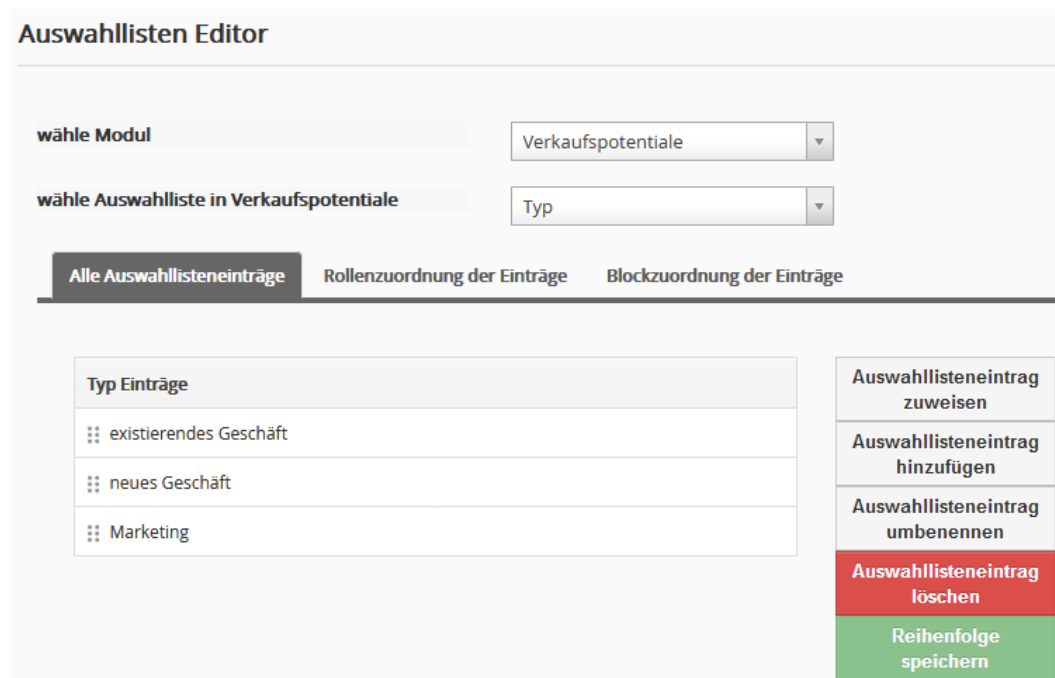 Auswahllisten Editor
wähle Modul
Verkaufspotentiale
wähle Auswahlliste in Verkaufspotentiale
Typ
Alle Auswahllisteneinträge
Rollenzuordnung der Einträge
Blockzuordnung der Einträge
Typ Einträge
existierendes Geschäft
neues Geschäft
Marketing
Auswahllisteneintrag
zuweisen
Auswahllisteneintrag
hinzufügen
Auswahllisteneintrag
umbenennen
Auswahllisteneintrag
löschen
Reihenfolge
speichern